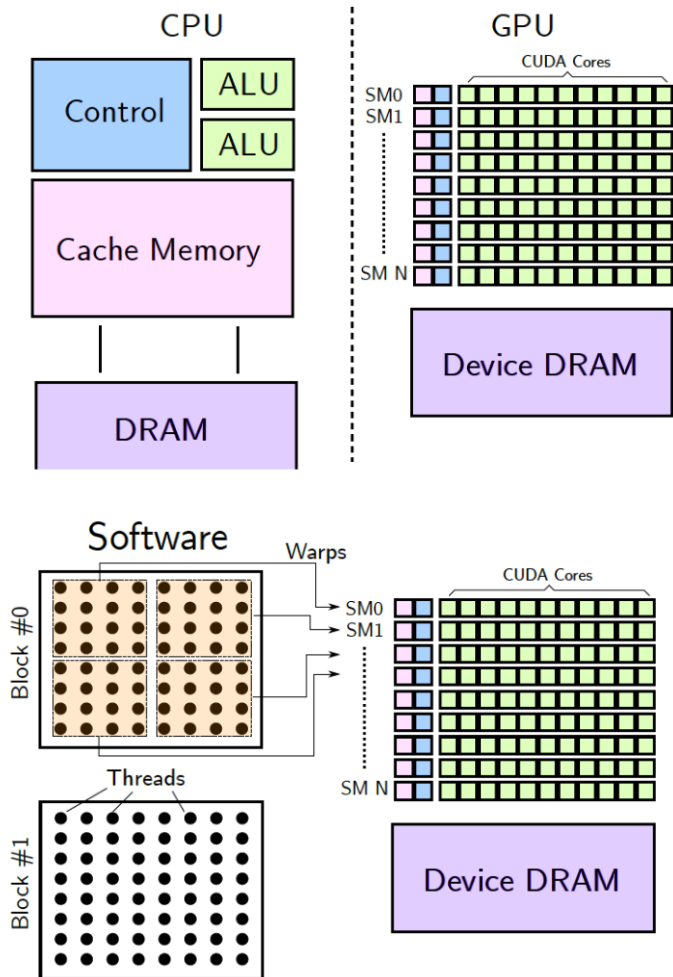 CPU
GPU
Control
ALU
ALU
Cache Memory
DRAM
CUDA Cores
SM0
SM1
SM N
Device DRAM
Software
Warps
Block #0
Threads
Block #1
CUDA Cores
SM0
SM1
SM N
Device DRAM